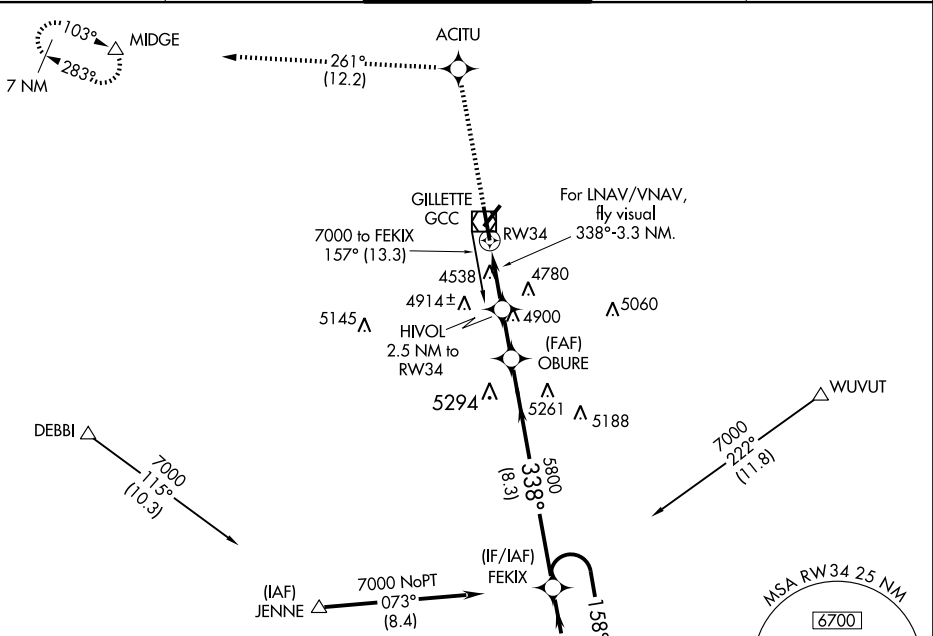 103°
MIDGE
283°
7 NM
261°
(12.2)
ACITU
GILLETTE
GCC
RW34
For LNAV/VNAV,
fly visual
338°-3.3 NM.
7000 to FEKIX
157° (13.3)
4538
4780
4914±
4900
5060
5145
HIVOL
2.5 NM to
RW34
(FAF)
OBURE
5294
5261
5188
WUVUT
7000
222°
(11.8)
DEBBI
7000
115°
(10.3)
5800
338°
(8.3)
(IF/IAF)
FEKIX
158°
(IAF)
JENNE
7000 NoPT
073°
(8.4)
MSA RW34 25 NM
6700